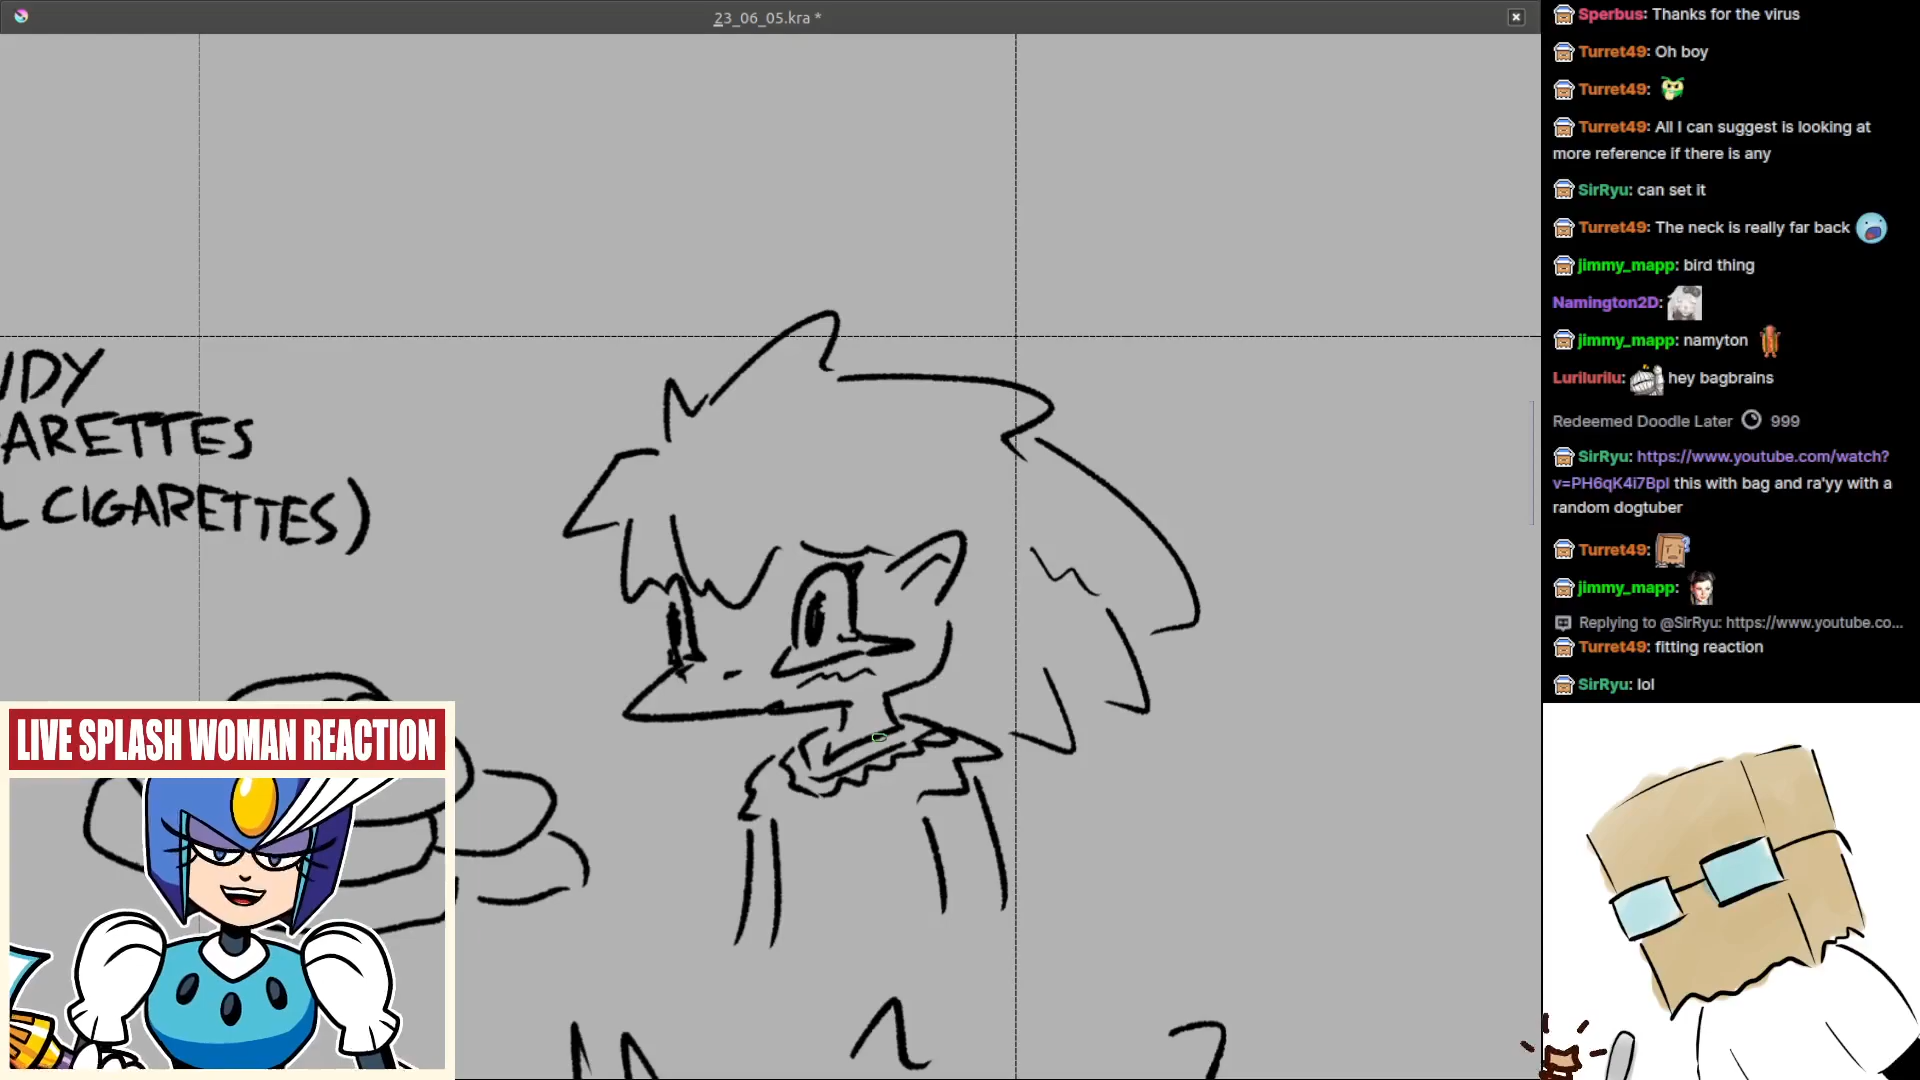 23_06_05.kra *
IDY
ARETTES
L CIGARETTES)
LIVE SPLASH WOMAN REACTION
Sperbus: Thanks for the virus
Turret49: Oh boy
Turret49:
Turret49: All I can suggest is looking at
more reference if there is any
SirRyu: can set it
Turret49: The neck is really far back
jimmy_mapp: bird thing
Namington2D:
jimmy_mapp: namyton
Lurilurilu: hey bagbrains
Redeemed Doodle Later 999
SirRyu: https://www.youtube.com/watch?
v=PH6qK4i7BpI this with bag and ra'yy with a
random dogtuber
Turret49:
jimmy_mapp:
Replying to @SirRyu: https://www.youtube.co...
Turret49: fitting reaction
SirRyu: lol